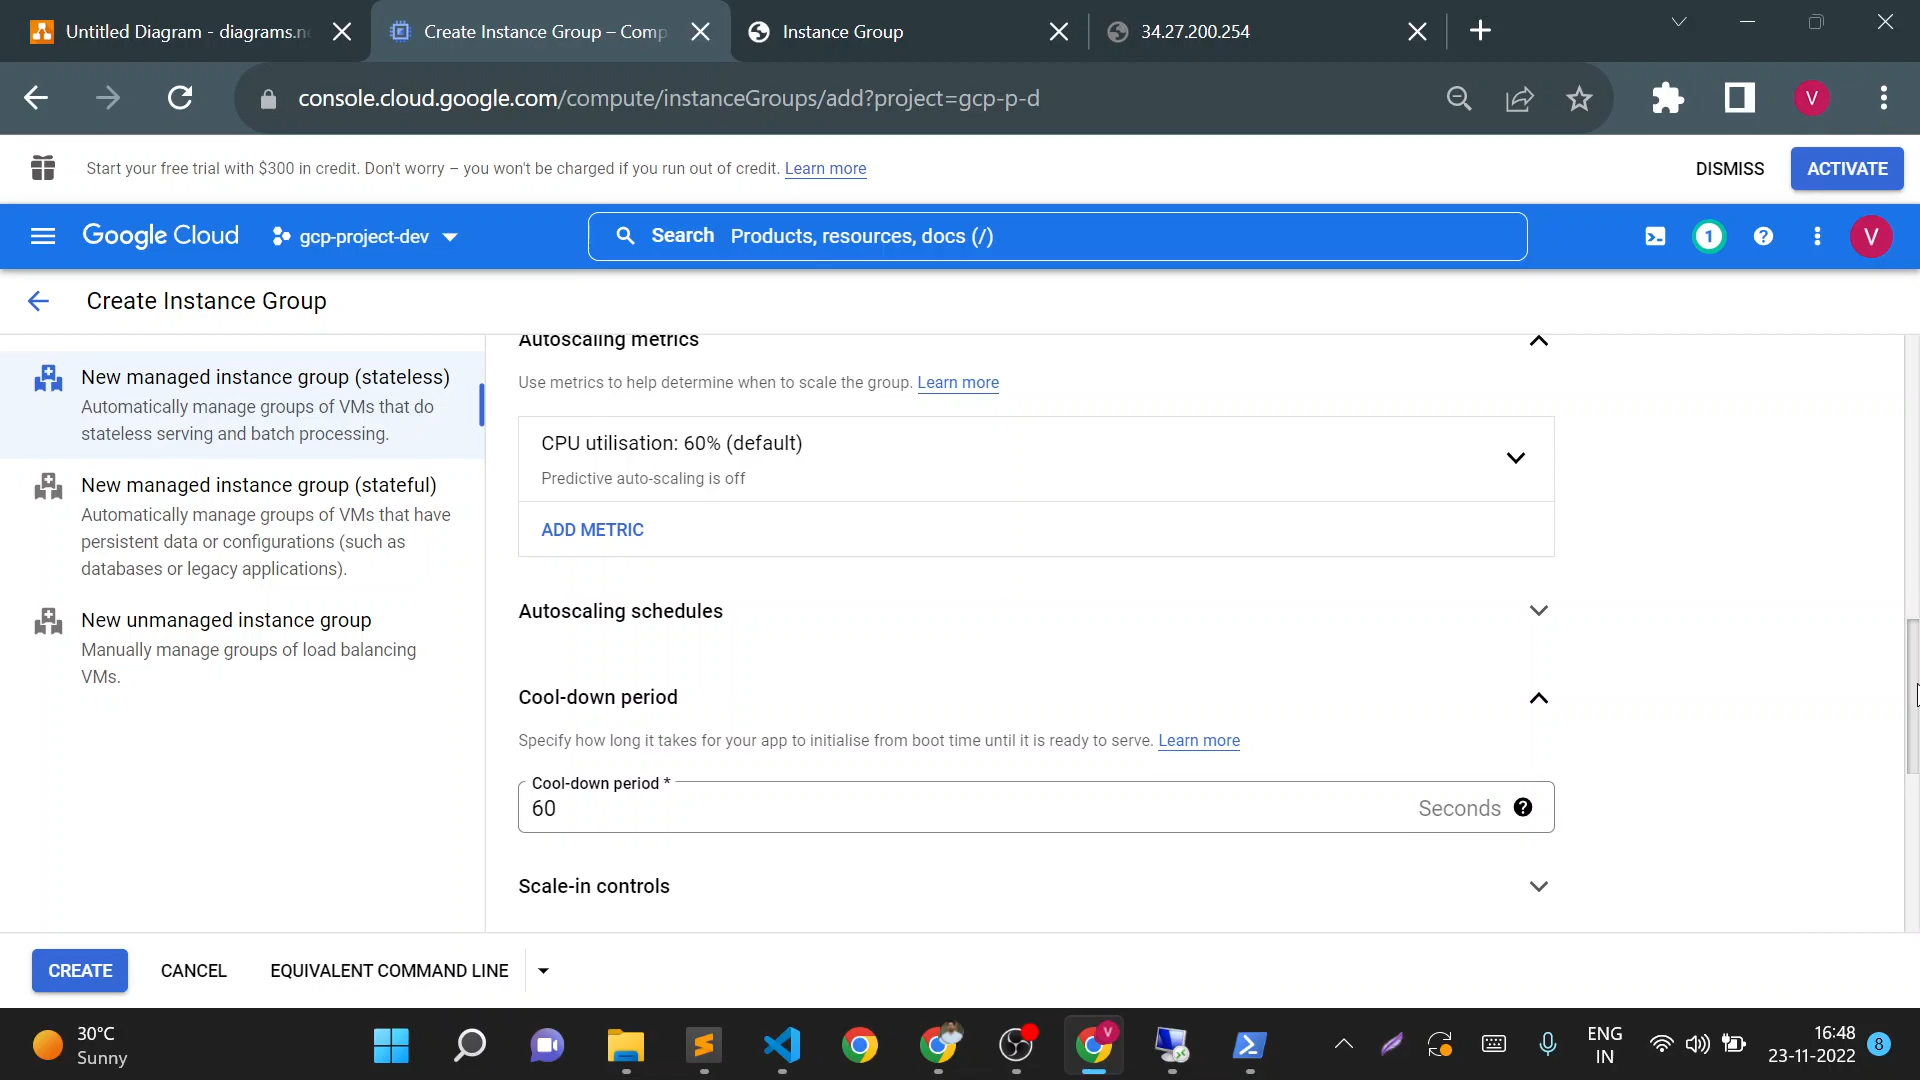 Untitled Diagram - diagrams.n
Create Instance Group – Comp
Instance Group
34.27.200.254
console.cloud.google.com/compute/instanceGroups/add?project=gcp-p-d
V
Start your free trial with $300 in credit. Don't worry – you won't be charged if you run out of credit. Learn more
DISMISS
ACTIVATE
Google Cloud
gcp-project-dev
Search Products, resources, docs (/)
1
V
Create Instance Group
New managed instance group (stateless)
Automatically manage groups of VMs that do
stateless serving and batch processing.
New managed instance group (stateful)
Automatically manage groups of VMs that have
persistent data or configurations (such as
databases or legacy applications).
New unmanaged instance group
Manually manage groups of load balancing
VMs.
Autoscaling metrics
Use metrics to help determine when to scale the group. Learn more
CPU utilisation: 60% (default)
Predictive auto-scaling is off
ADD METRIC
Autoscaling schedules
Cool-down period
Specify how long it takes for your app to initialise from boot time until it is ready to serve. Learn more
Cool-down period *
60
Seconds
Scale-in controls
CREATE
CANCEL
EQUIVALENT COMMAND LINE
30°C
Sunny
V
ENG
IN
16:48
23-11-2022
8